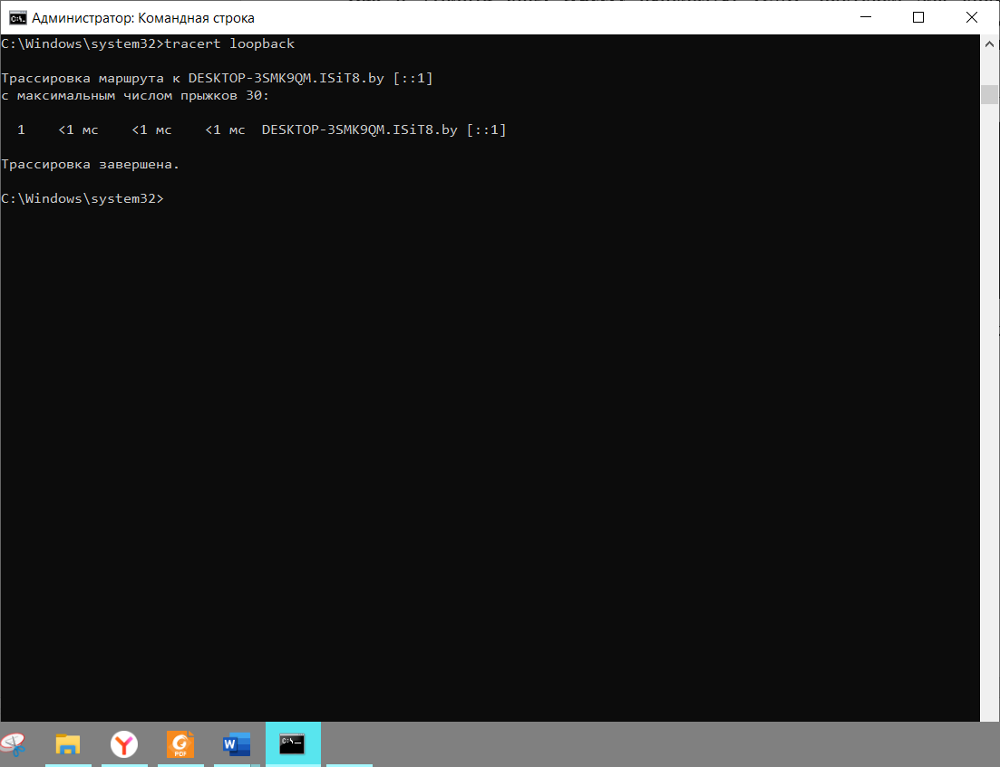 Администратор: Командная строка
C:\Windows\system32>tracert loopback
Трассировка маршрута к DESKTOP-3SMK9QM.ISiT8.by [::1]
с максимальным числом прыжков 30:
1 <1 мс <1 мс <1 мс DESKTOP-3SMK9QM.ISiT8.by [::1]
Трассировка завершена.
C:\Windows\system32>
PDF